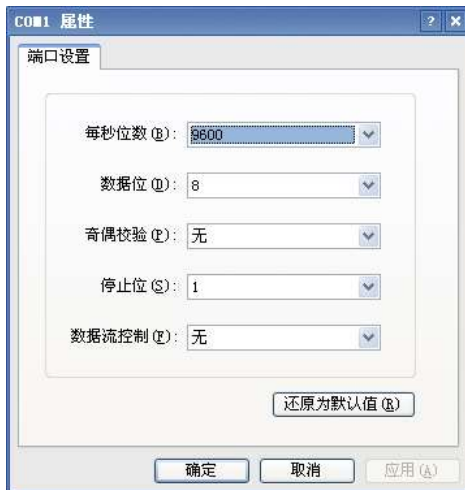 COM1 属性
端口设置
每秒位数(B): 9600
数据位(D): 8
奇偶校验(P): 无
停止位(S): 1
数据流控制(F): 无
还原为默认值(R)
确定 取消 应用(A)